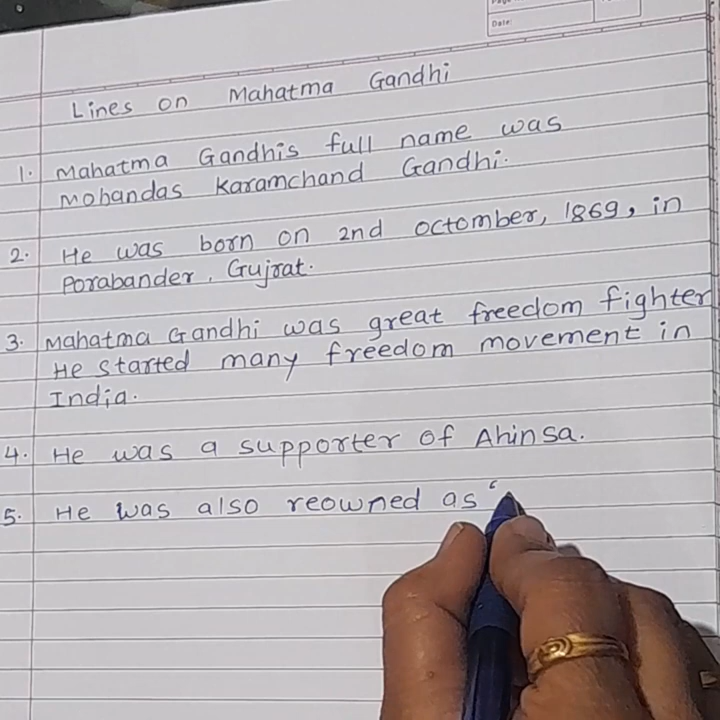 Date:
Lines on Mahatma Gandhi
1. Mahatma Gandhis full name was
Mohandas Karamchand Gandhi.
2. He was born on 2nd octomber, 1869, in
Porabander, Gujrat.
3. Mahatma Gandhi was great freedom fighter
He started many freedom movement in
India.
4. He was a supporter of Ahinsa.
5. He was also reowned as “